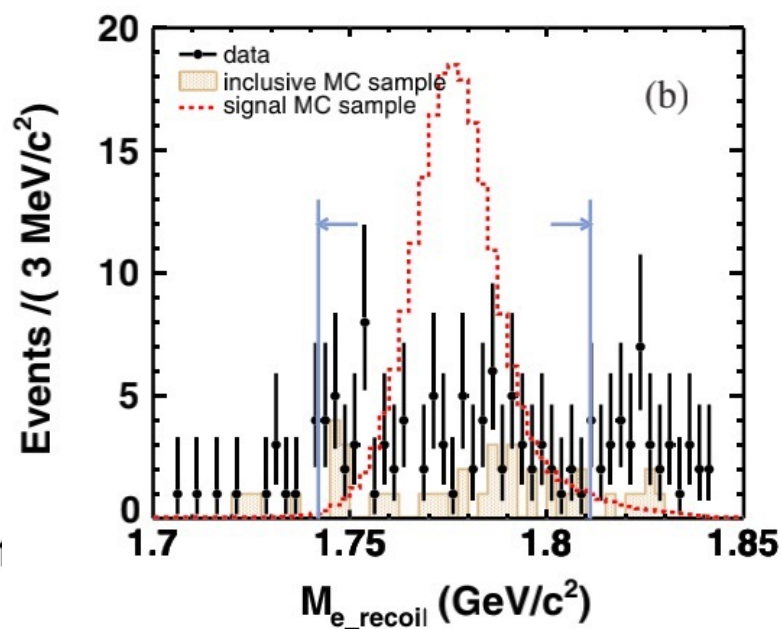 20
data
inclusive MC sample
signal MC sample
(b)
15
10
5
0
Events /( 3 MeV/c²)
1.7
1.75
1.8
1.85
M_e_recoil (GeV/c²)